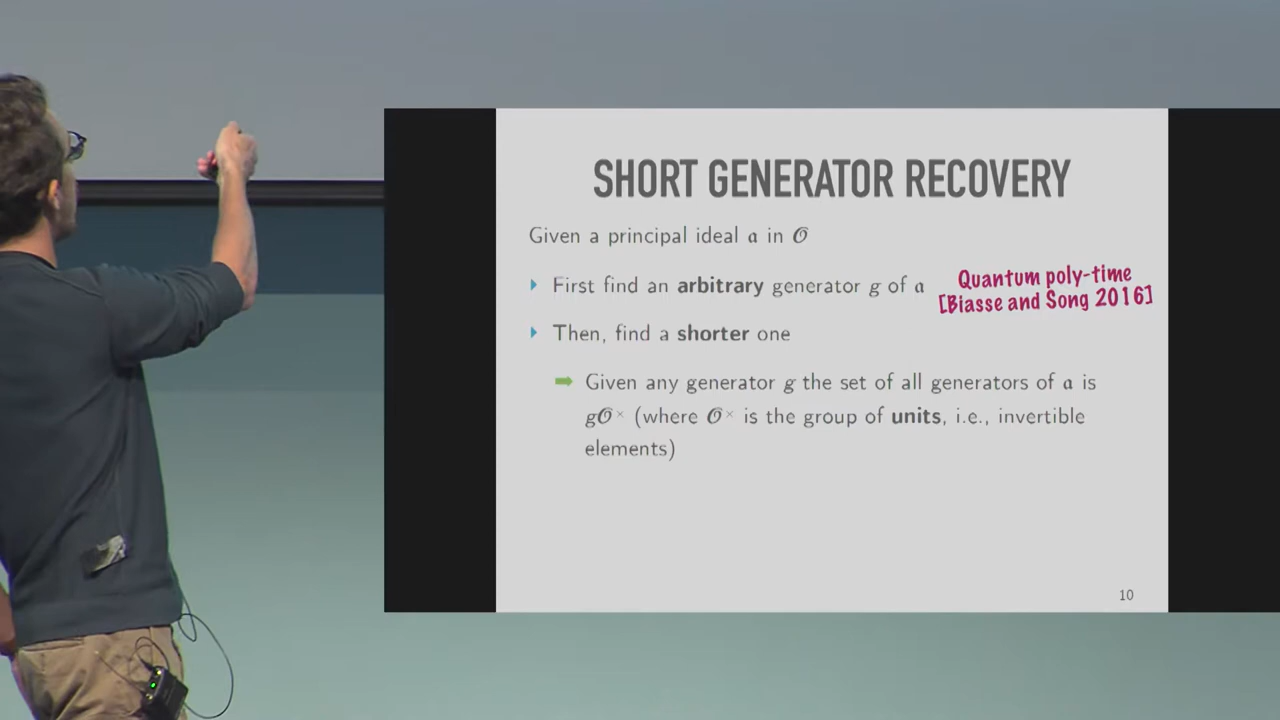 SHORT GENERATOR RECOVERY
Given a principal ideal 𝔞 in 𝒪
First find an arbitrary generator g of 𝔞
Quantum poly-time
[Biasse and Song 2016]
Then, find a shorter one
Given any generator g the set of all generators of 𝔞 is
g𝒪× (where 𝒪× is the group of units, i.e., invertible
elements)
10